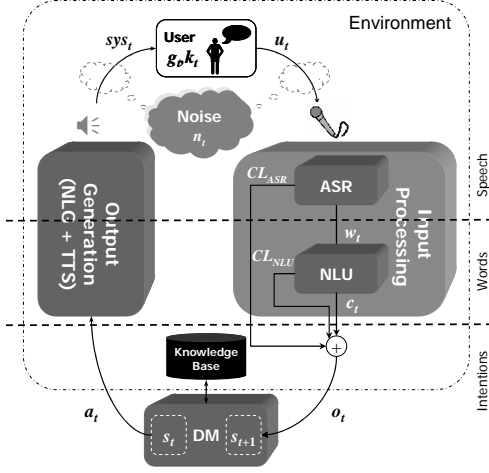 Environment
sys_t
User
g_t, k_t
u_t
Noise
n_t
Output
Generation
(NLG + TTS)
Input
Processing
CL_ASR
ASR
w_t
CL_NLU
NLU
c_t
+
Speech
Words
Intentions
Knowledge
Base
a_t
s_t
DM
s_t+1
o_t